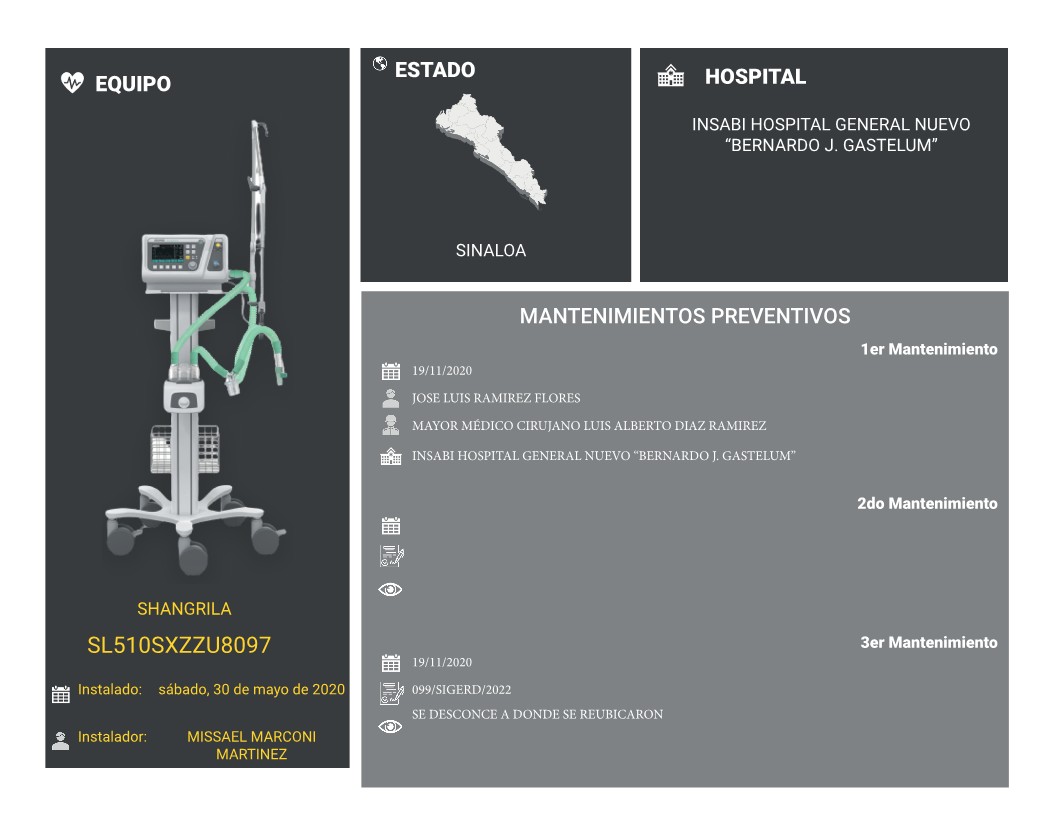 EQUIPO
SHANGRILA
SL510SXZZU8097
Instalado: sábado, 30 de mayo de 2020
Instalador: MISSAEL MARCONI
MARTINEZ
ESTADO
SINALOA
HOSPITAL
INSABI HOSPITAL GENERAL NUEVO
“BERNARDO J. GASTELUM”
MANTENIMIENTOS PREVENTIVOS
1er Mantenimiento
19/11/2020
JOSE LUIS RAMIREZ FLORES
MAYOR MÉDICO CIRUJANO LUIS ALBERTO DIAZ RAMIREZ
INSABI HOSPITAL GENERAL NUEVO “BERNARDO J. GASTELUM”
2do Mantenimiento
3er Mantenimiento
19/11/2020
099/SIGERD/2022
SE DESCONCE A DONDE SE REUBICARON